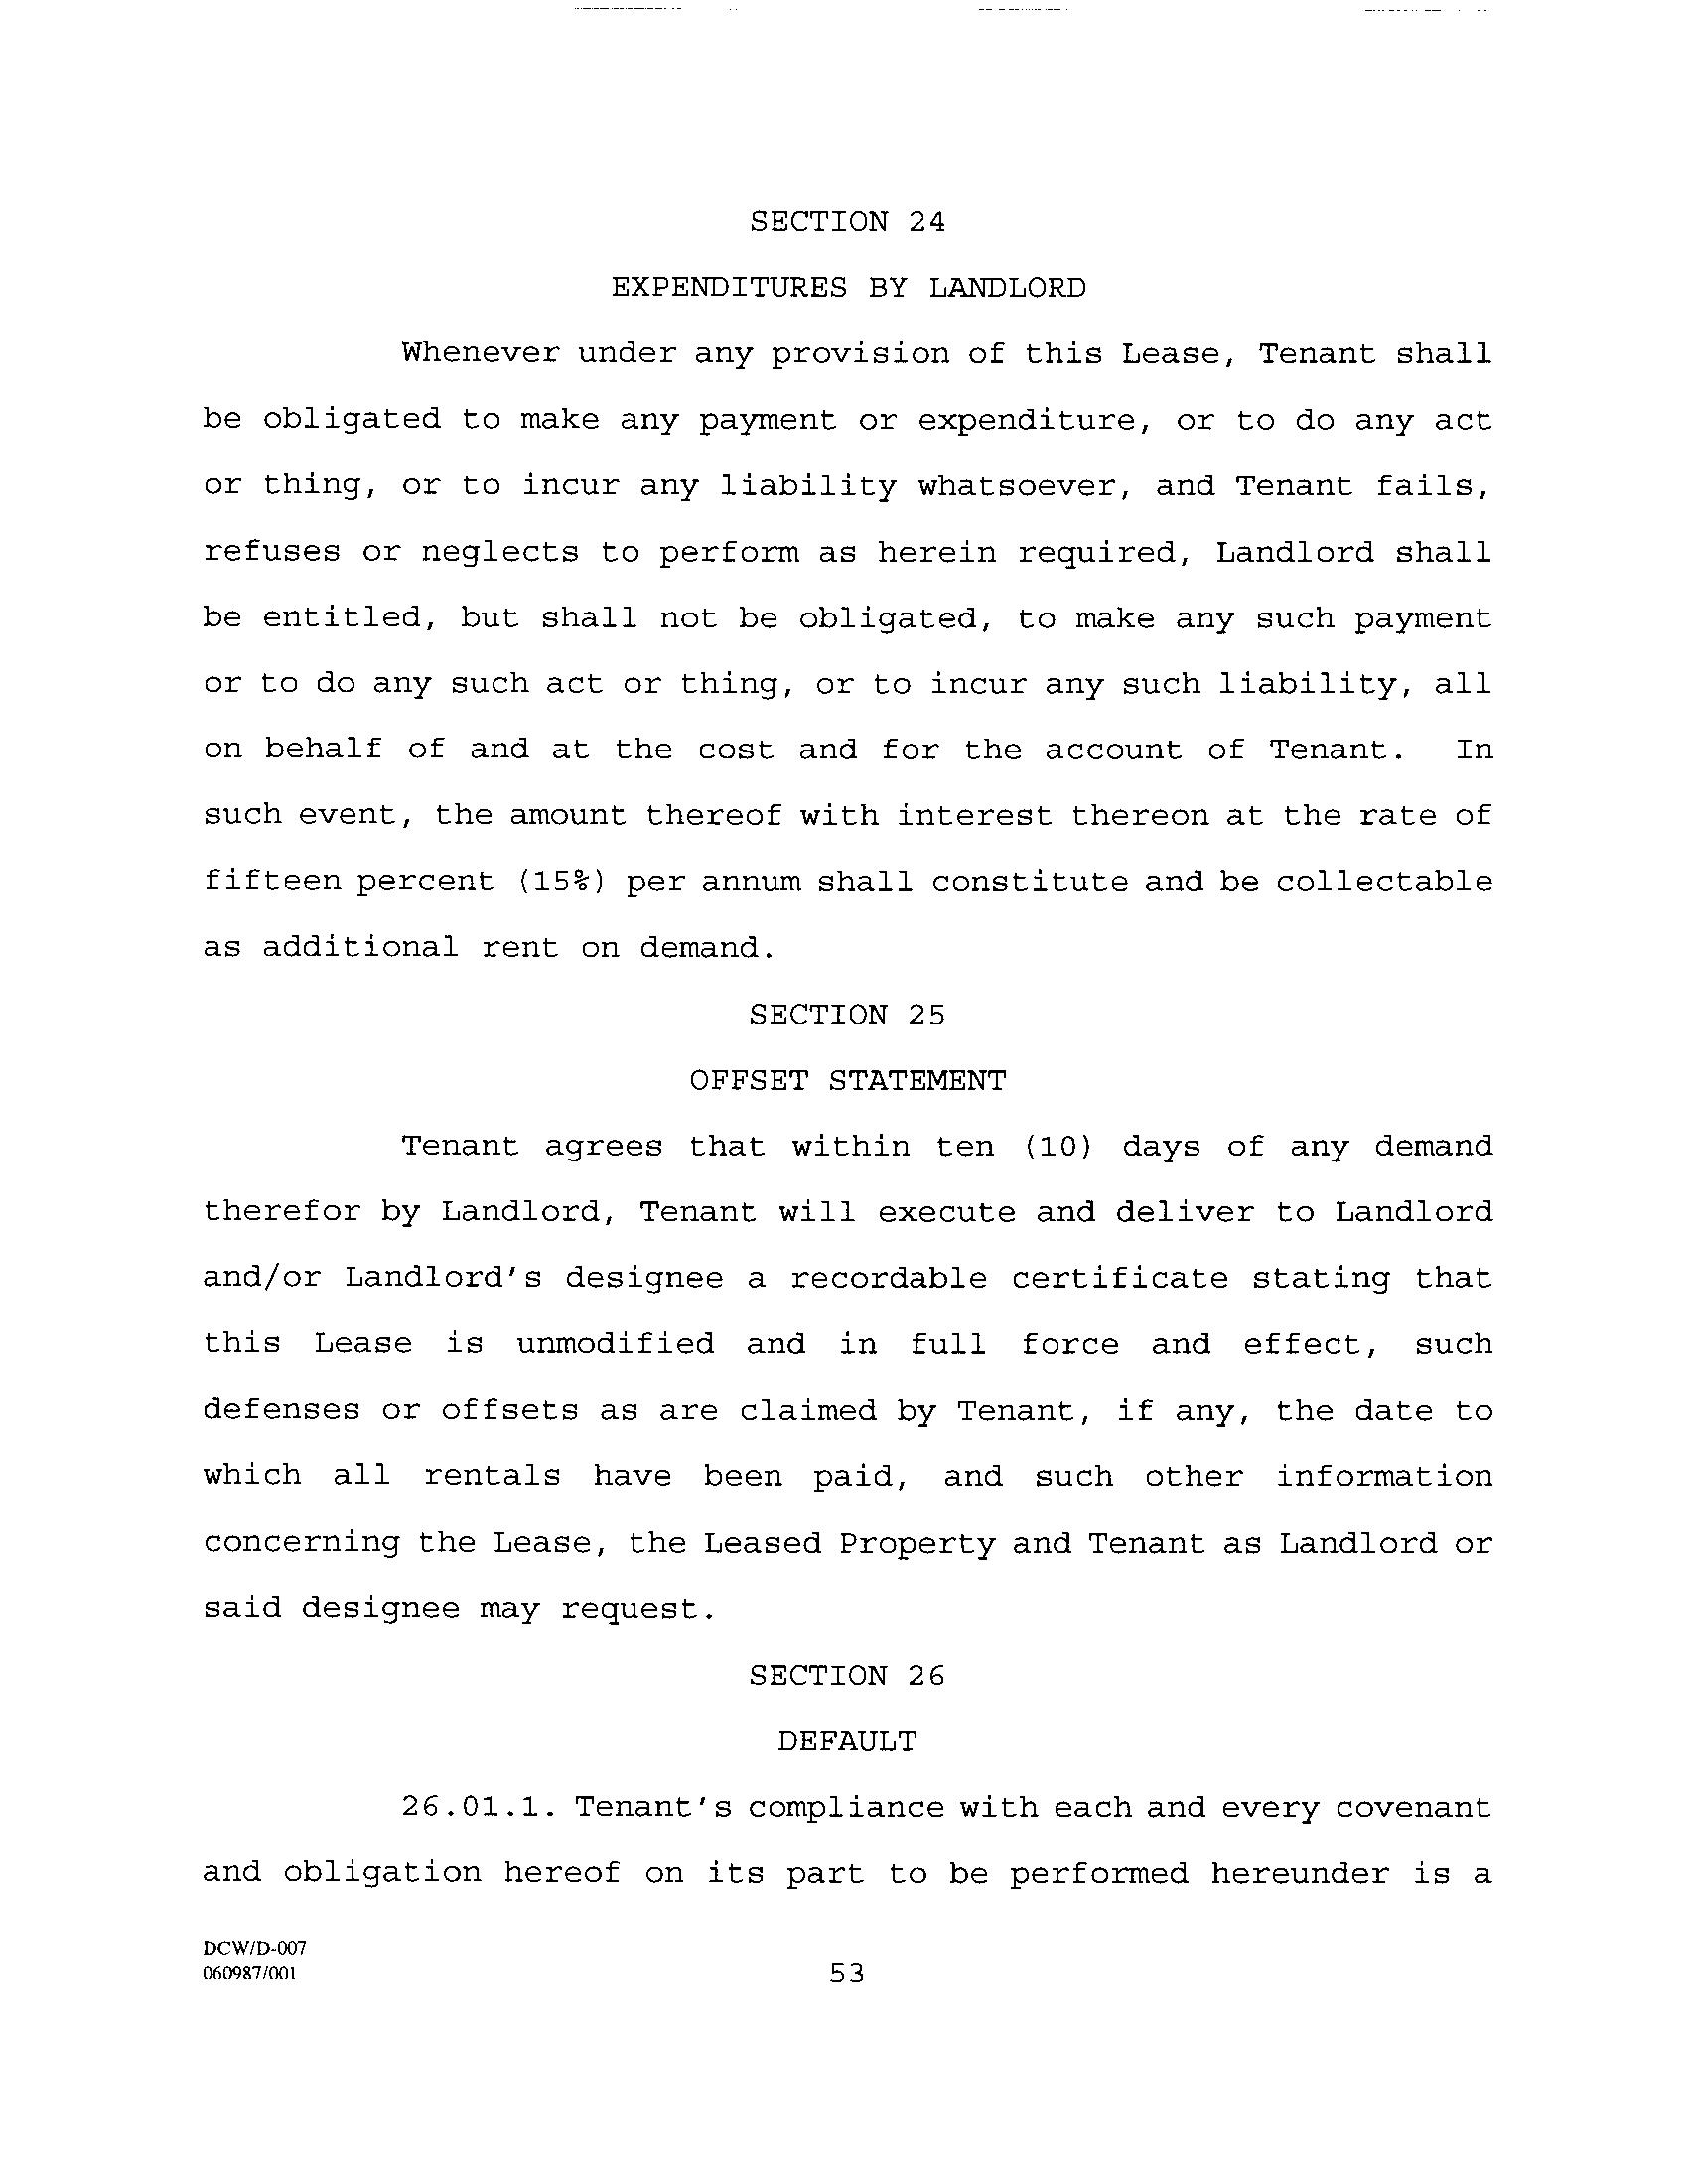 SECTION 24
EXPENDITURES BY LANDLORD
Whenever under any provision of this Lease, Tenant shall
be obligated to make any payment or expenditure, or to do any act
or thing, or to incur any liability whatsoever, and Tenant fails,
refuses or neglects to perform as herein required, Landlord shall
be entitled, but shall not be obligated, to make any such payment
or to do any such act or thing, or to incur any such liability, all
on behalf of and at the cost and for the account of Tenant. In
such event, the amount thereof with interest thereon at the rate of
fifteen percent (15%) per annum shall constitute and be collectable
as additional rent on demand.
SECTION 25
OFFSET STATEMENT
Tenant agrees that within ten (10) days of any demand
therefor by Landlord, Tenant will execute and deliver to Landlord
and/or Landlord's designee a recordable certificate stating that
this Lease is unmodified and in full force and effect, such
defenses or offsets as are claimed by Tenant, if any, the date to
which all rentals have been paid, and such other information
concerning the Lease, the Leased Property and Tenant as Landlord or
said designee may request.
SECTION 26
DEFAULT
26.01.1. Tenant's compliance with each and every covenant
and obligation hereof on its part to be performed hereunder is a
DCW/D-007
060987/001
53